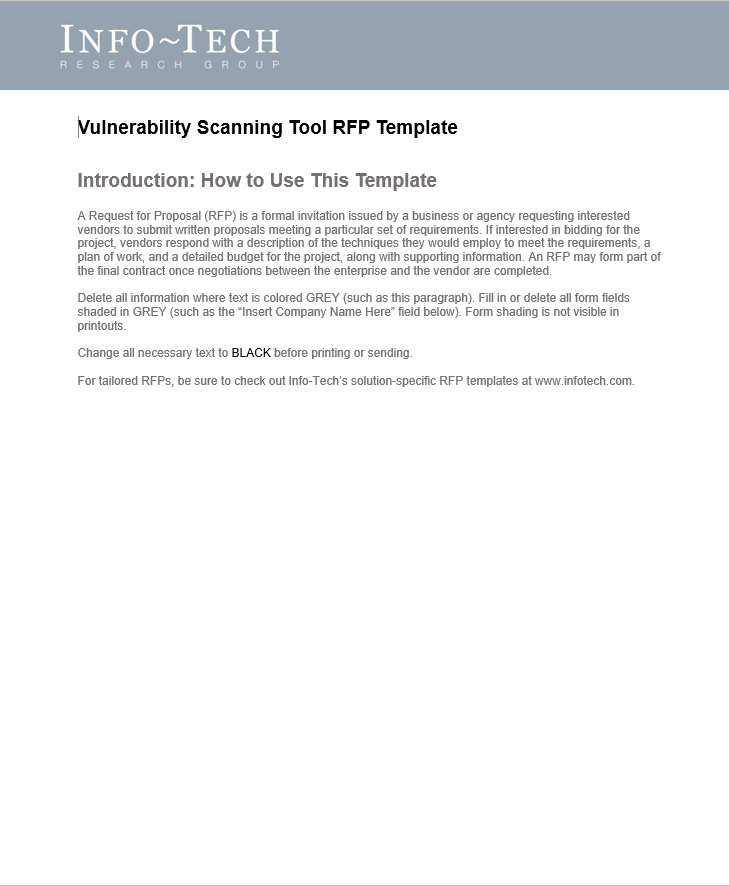 INFO~TECH
RESEARCH GROUP
Vulnerability Scanning Tool RFP Template
Introduction: How to Use This Template
A Request for Proposal (RFP) is a formal invitation issued by a business or agency requesting interested
vendors to submit written proposals meeting a particular set of requirements. If interested in bidding for the
project, vendors respond with a description of the techniques they would employ to meet the requirements, a
plan of work, and a detailed budget for the project, along with supporting information. An RFP may form part of
the final contract once negotiations between the enterprise and the vendor are completed.
Delete all information where text is colored GREY (such as this paragraph). Fill in or delete all form fields
shaded in GREY (such as the “Insert Company Name Here” field below). Form shading is not visible in
printouts.
Change all necessary text to BLACK before printing or sending.
For tailored RFPs, be sure to check out Info-Tech’s solution-specific RFP templates at www.infotech.com.